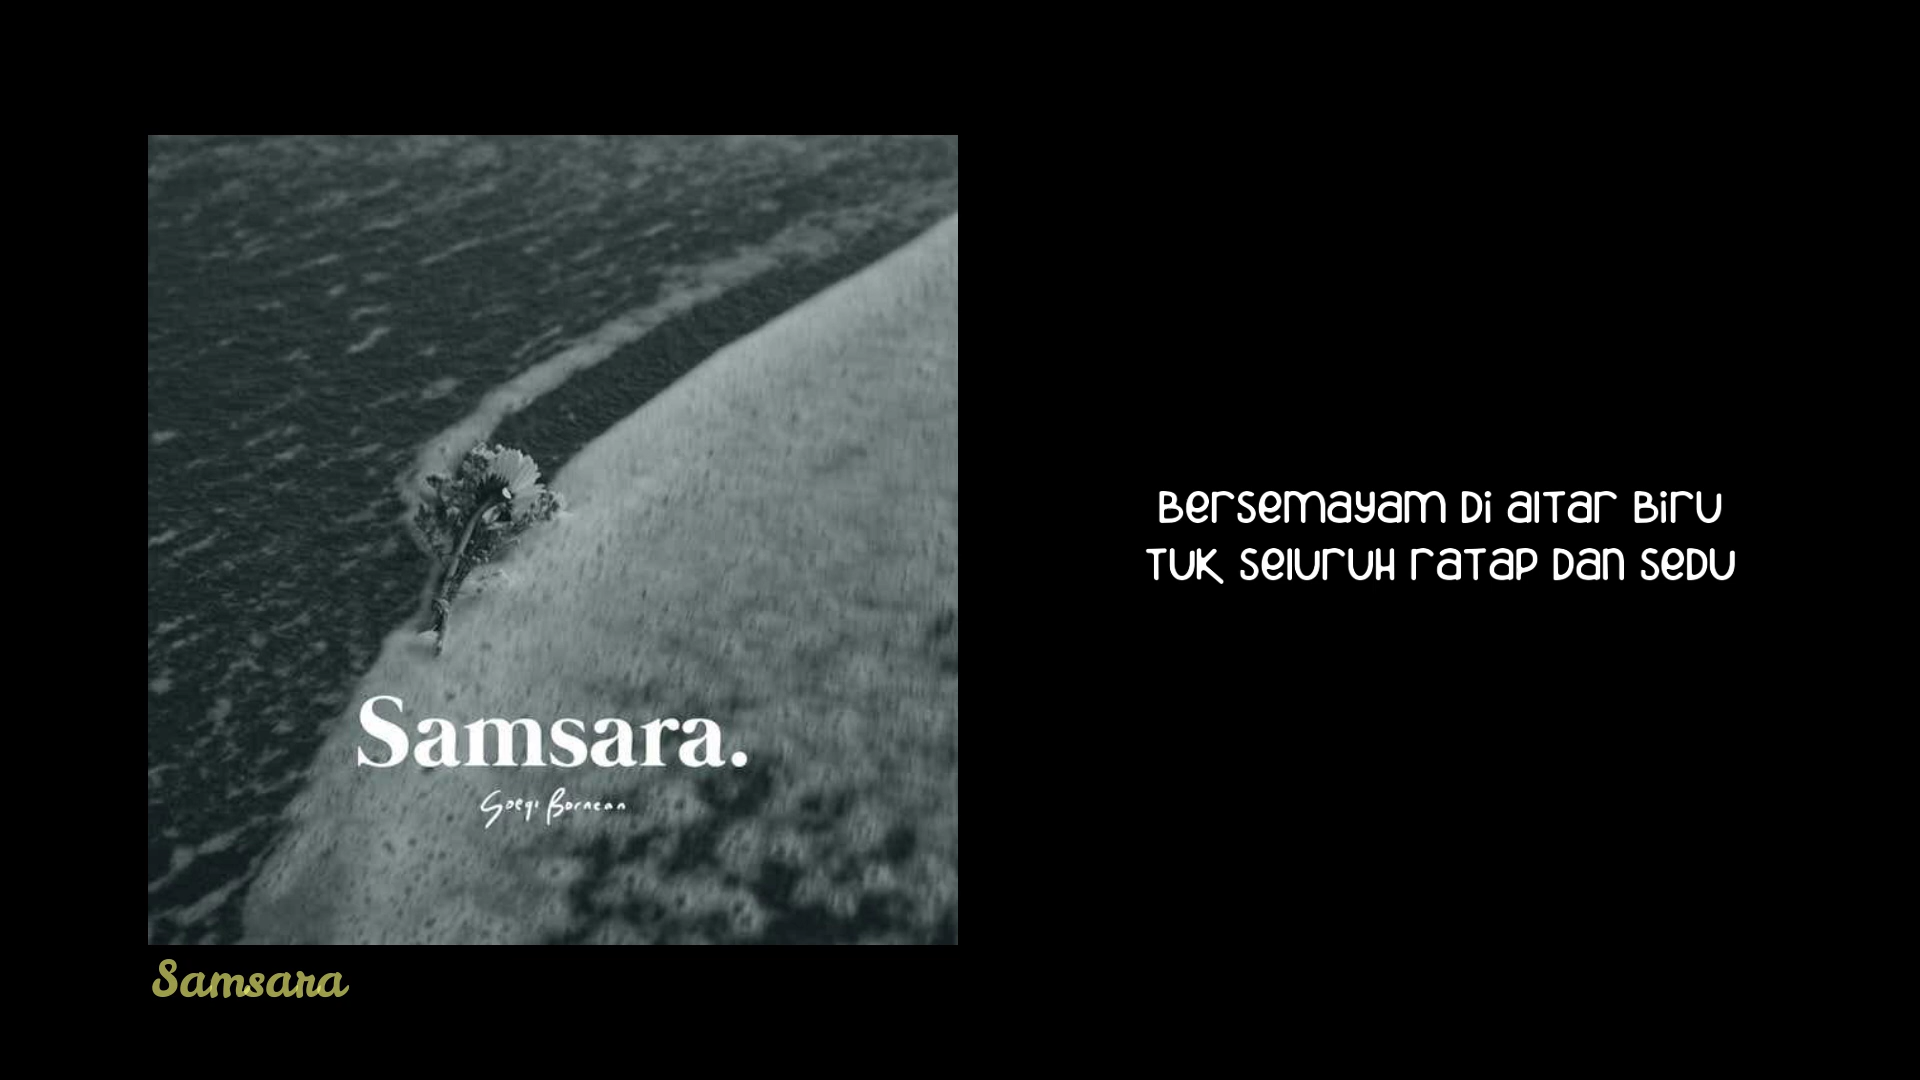 Samsara.
Soegi Bornean
Bersemayam di altar biru
Tuk seluruh ratap dan sedu
Samsara